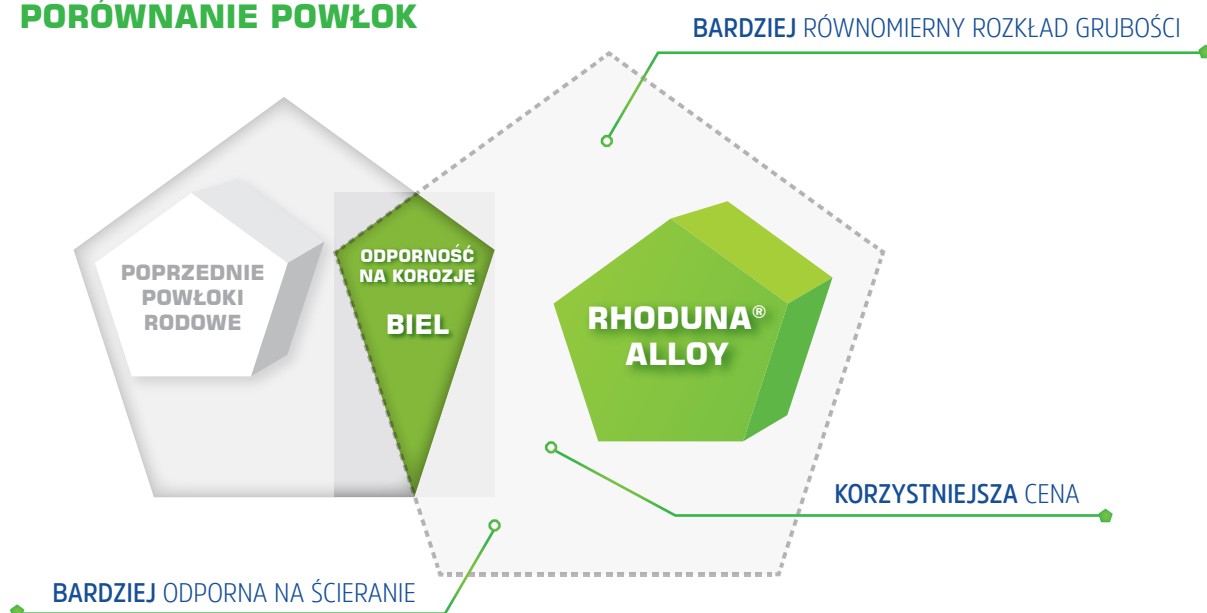 PORÓWNANIE POWŁOK
BARDZIEJ RÓWNOMIERNY ROZKŁAD GRUBOŚCI
POPRZEDNIE
POWŁOKI
RODOWE
ODPORNOŚĆ
NA KOROZJĘ
BIEL
RHODUNA®
ALLOY
KORZYSTNIEJSZA CENA
BARDZIEJ ODPORNA NA ŚCIERANIE